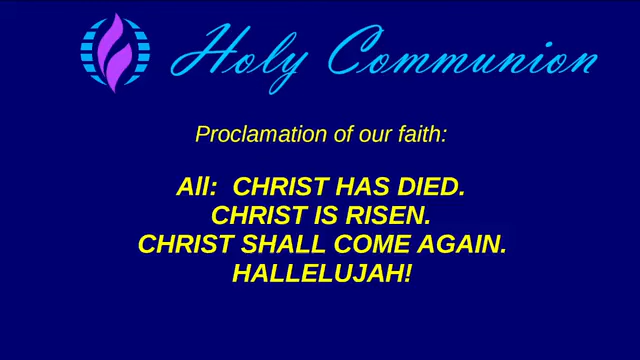 Holy Communion
Proclamation of our faith:
All:  CHRIST HAS DIED.
CHRIST IS RISEN.
CHRIST SHALL COME AGAIN.
HALLELUJAH!